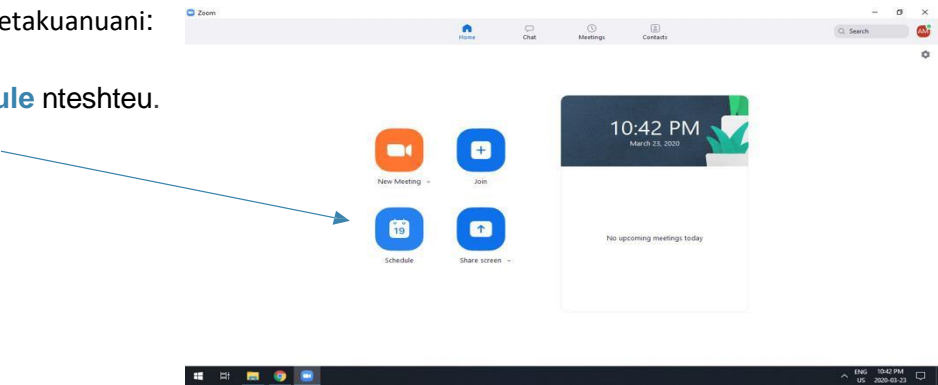 etakuanuani:
ule nteshteu.
Zoom
Home Chat Meetings Contacts
Search
AM
10:42 PM
March 23, 2020
New Meeting
Join
19
Schedule
Share screen
No upcoming meetings today
ENG 10:42 PM
US 2020-03-23